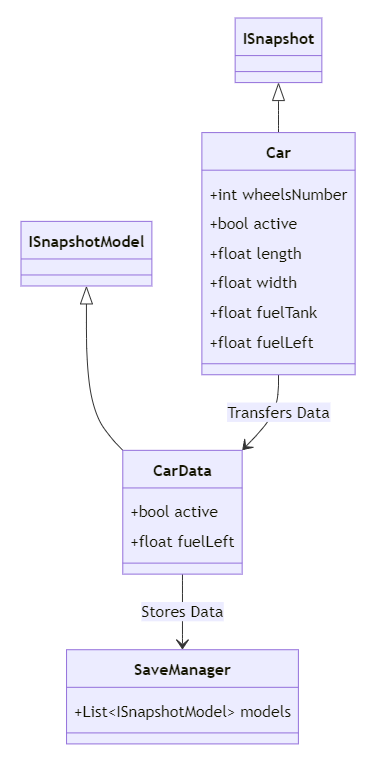 ISnapshot
Car
+int wheelsNumber
+bool active
+float length
+float width
+float fuelTank
+float fuelLeft
ISnapshotModel
Transfers Data
CarData
+bool active
+float fuelLeft
Stores Data
SaveManager
+List<ISnapshotModel> models